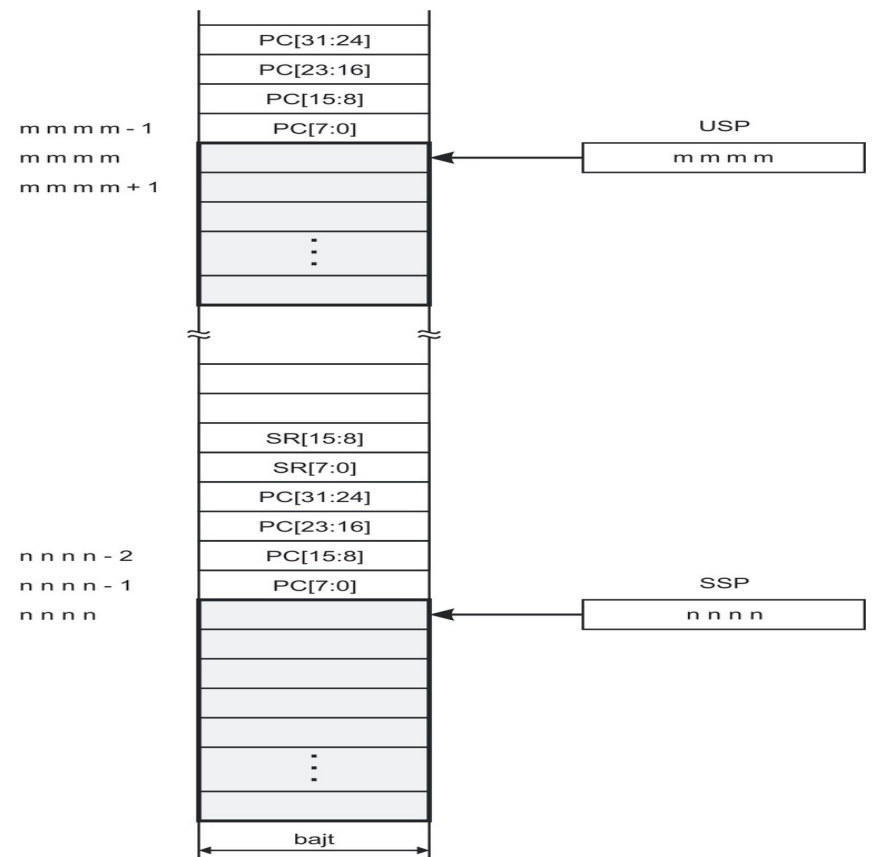 PC[31:24]
PC[23:16]
PC[15:8]
m m m m - 1 PC[7:0] USP
m m m m m m m m
m m m m + 1
SR[15:8]
SR[7:0]
PC[31:24]
PC[23:16]
n n n n - 2 PC[15:8]
n n n n - 1 PC[7:0] SSP
n n n n n n n n
bajt